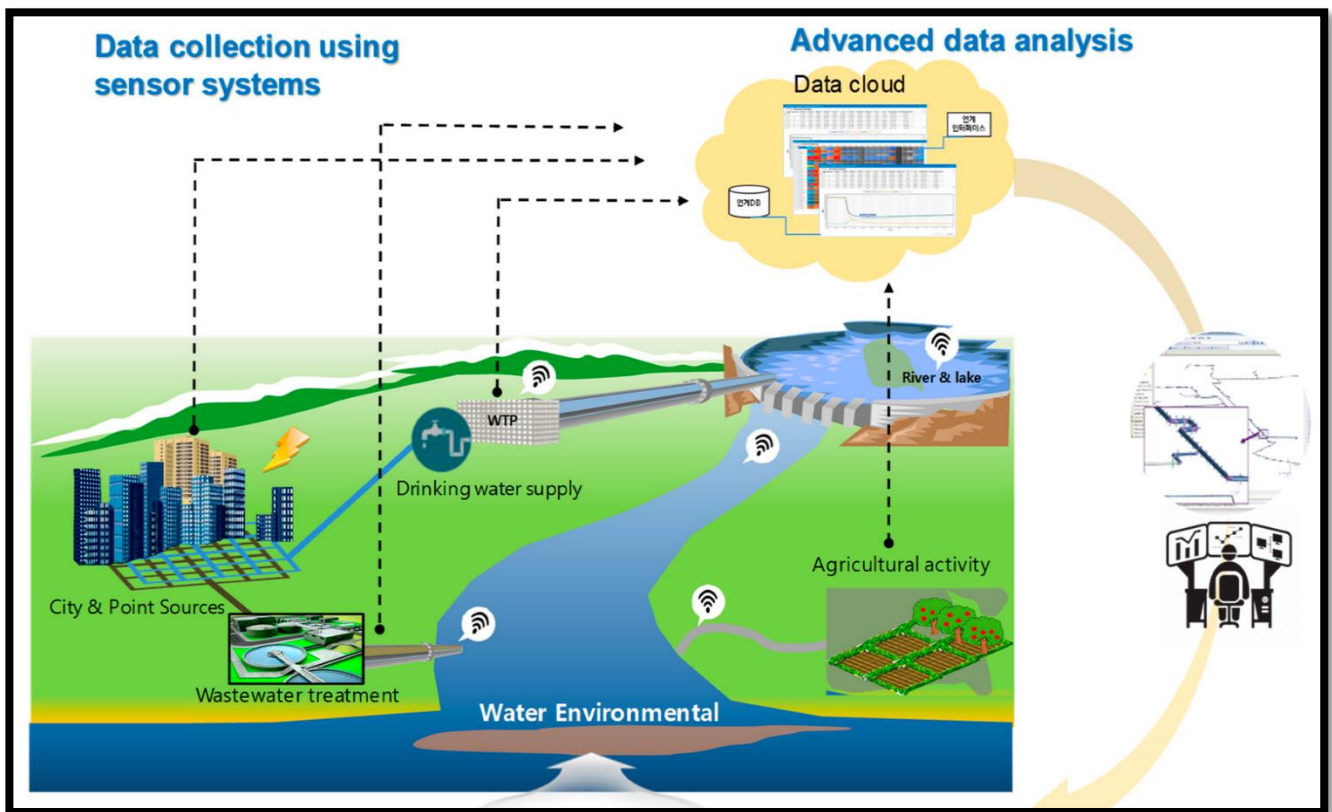 Data collection using
sensor systems
Advanced data analysis
Data cloud
연계
인터페이스
연계DB
River & lake
WTP
Drinking water supply
Agricultural activity
City & Point Sources
Wastewater treatment
Water Environmental